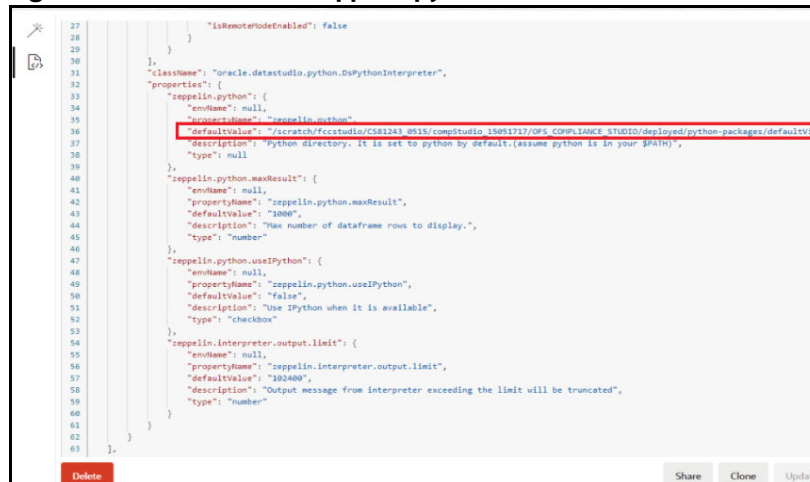 27 "isRemoteModeEnabled": false
28 }
29 }
30 ],
31 "className": "oracle.datastudio.python.DsPythonInterpreter",
32 "properties": {
33 "zeppelin.python": {
34 "envName": null,
35 "propertyName": "zeppelin.python",
36 "defaultValue": "/scratch/fccstudio/CS81243_0515/compStudio_15051717/OFS_COMPLIANCE_STUDIO/deployed/python-packages/defaultVi
37 "description": "Python directory. It is set to python by default.(assume python is in your $PATH)",
38 "type": null
39 },
40 "zeppelin.python.maxResult": {
41 "envName": null,
42 "propertyName": "zeppelin.python.maxResult",
43 "defaultValue": "1000",
44 "description": "Max number of dataframe rows to display.",
45 "type": "number"
46 },
47 "zeppelin.python.useIPython": {
48 "envName": null,
49 "propertyName": "zeppelin.python.useIPython",
50 "defaultValue": "false",
51 "description": "Use IPython when it is available",
52 "type": "checkbox"
53 },
54 "zeppelin.interpreter.output.limit": {
55 "envName": null,
56 "propertyName": "zeppelin.interpreter.output.limit",
57 "defaultValue": "102400",
58 "description": "Output message from interpreter exceeding the limit will be truncated",
59 "type": "number"
60 }
61 }
62 }
63 ],
Delete Share Clone Updat